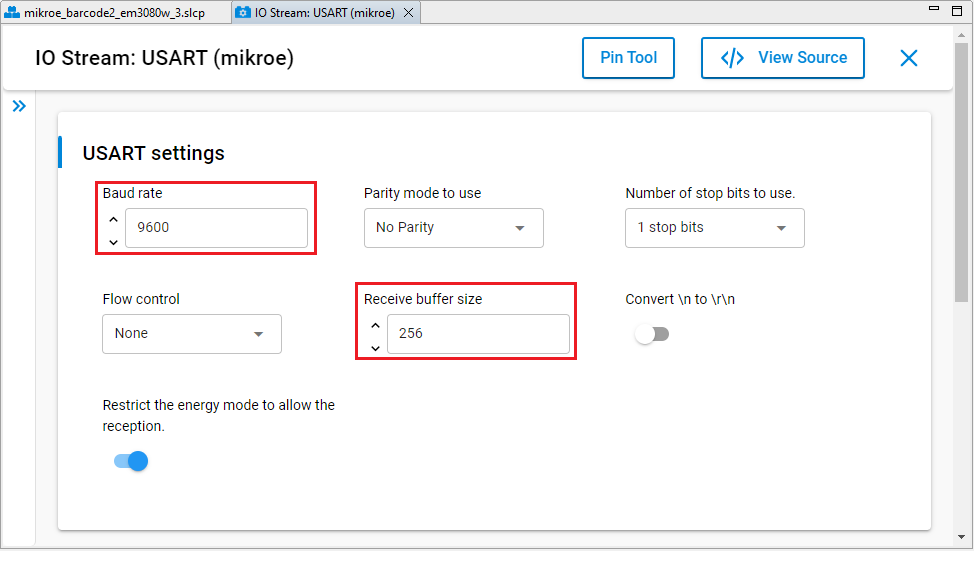 mikroe_barcode2_em3080w_3.slcp
IO Stream: USART (mikroe)
IO Stream: USART (mikroe)
Pin Tool
</> View Source
USART settings
Baud rate
Parity mode to use
Number of stop bits to use.
9600
No Parity
1 stop bits
Flow control
Receive buffer size
Convert \n to \r\n
None
256
Restrict the energy mode to allow the
reception.